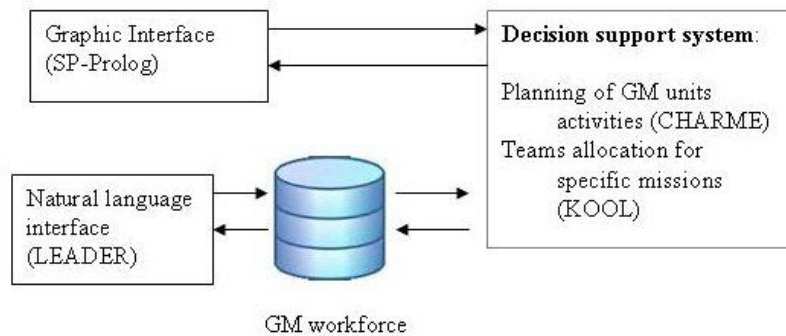 Graphic Interface
(SP-Prolog)
Decision support system:
Planning of GM units
activities (CHARME)
Teams allocation for
specific missions
(KOOL)
Natural language
interface
(LEADER)
GM workforce